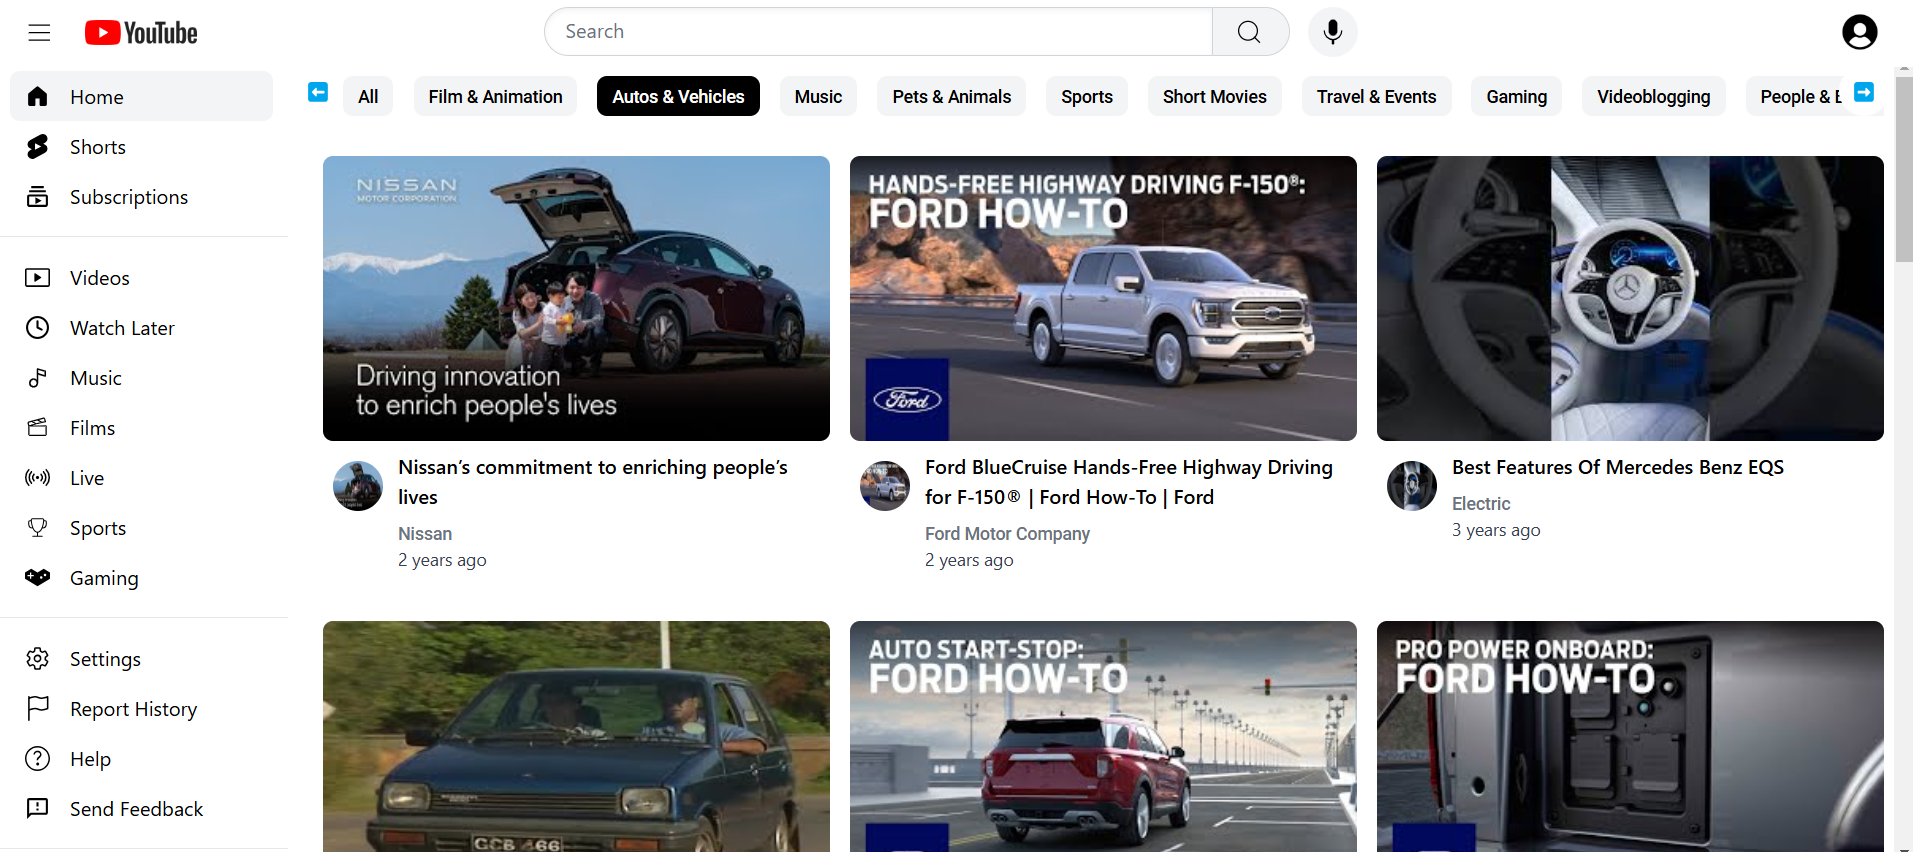 YouTube
Search
Home
Shorts
Subscriptions
Videos
Watch Later
Music
Films
Live
Sports
Gaming
Settings
Report History
Help
Send Feedback
All
Film & Animation
Autos & Vehicles
Music
Pets & Animals
Sports
Short Movies
Travel & Events
Gaming
Videoblogging
People & E
NISSAN
MOTOR CORPORATION
Driving innovation
to enrich people's lives
Nissan’s commitment to enriching people’s
lives
Nissan
2 years ago
HANDS-FREE HIGHWAY DRIVING F-150®:
FORD HOW-TO
Ford
Ford BlueCruise Hands-Free Highway Driving
for F-150® | Ford How-To | Ford
Ford Motor Company
2 years ago
Best Features Of Mercedes Benz EQS
Electric
3 years ago
AUTO START-STOP:
FORD HOW-TO
PRO POWER ONBOARD:
FORD HOW-TO